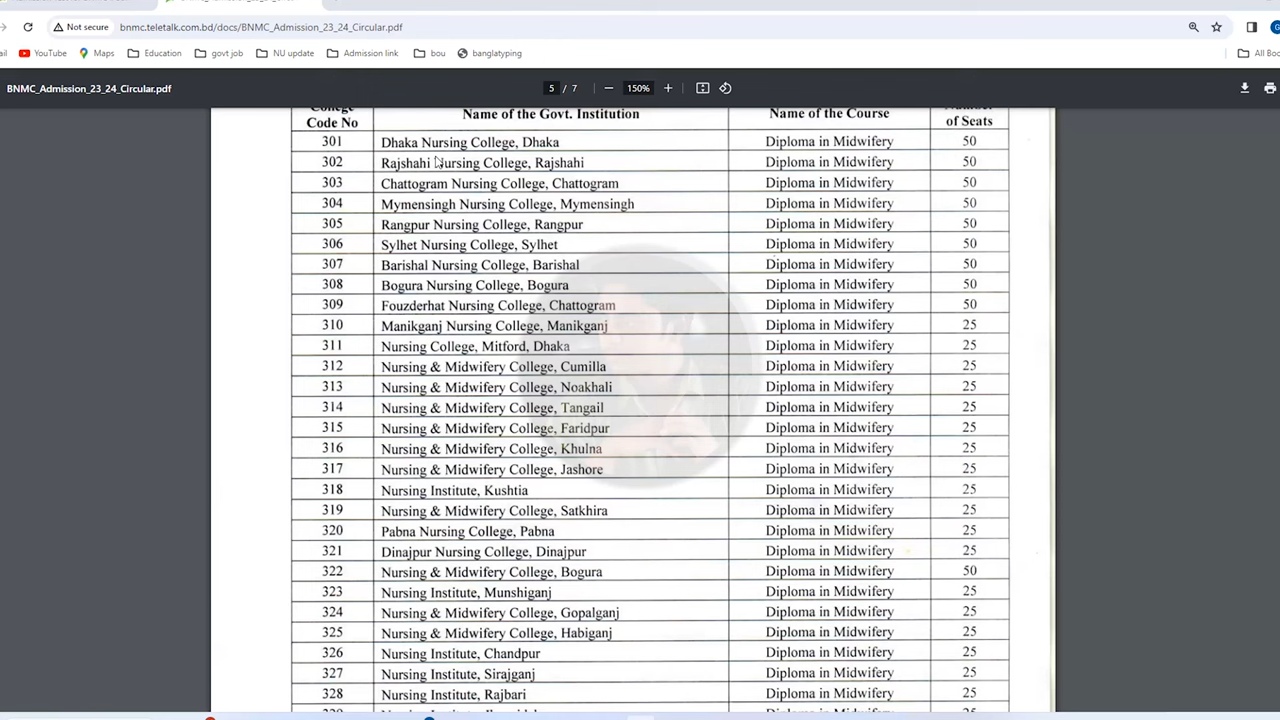 Not secure bnmc.teletalk.com.bd/docs/BNMC_Admission_23_24_Circular.pdf
YouTube Maps Education govt job NU update Admission link bou banglatyping All Boo
BNMC_Admission_23_24_Circular.pdf 5 / 7 150%
College Code No Name of the Govt. Institution Name of the Course Number of Seats
301 Dhaka Nursing College, Dhaka Diploma in Midwifery 50
302 Rajshahi Nursing College, Rajshahi Diploma in Midwifery 50
303 Chattogram Nursing College, Chattogram Diploma in Midwifery 50
304 Mymensingh Nursing College, Mymensingh Diploma in Midwifery 50
305 Rangpur Nursing College, Rangpur Diploma in Midwifery 50
306 Sylhet Nursing College, Sylhet Diploma in Midwifery 50
307 Barishal Nursing College, Barishal Diploma in Midwifery 50
308 Bogura Nursing College, Bogura Diploma in Midwifery 50
309 Fouzderhat Nursing College, Chattogram Diploma in Midwifery 50
310 Manikganj Nursing College, Manikganj Diploma in Midwifery 25
311 Nursing College, Mitford, Dhaka Diploma in Midwifery 25
312 Nursing & Midwifery College, Cumilla Diploma in Midwifery 25
313 Nursing & Midwifery College, Noakhali Diploma in Midwifery 25
314 Nursing & Midwifery College, Tangail Diploma in Midwifery 25
315 Nursing & Midwifery College, Faridpur Diploma in Midwifery 25
316 Nursing & Midwifery College, Khulna Diploma in Midwifery 25
317 Nursing & Midwifery College, Jashore Diploma in Midwifery 25
318 Nursing Institute, Kushtia Diploma in Midwifery 25
319 Nursing & Midwifery College, Satkhira Diploma in Midwifery 25
320 Pabna Nursing College, Pabna Diploma in Midwifery 25
321 Dinajpur Nursing College, Dinajpur Diploma in Midwifery 25
322 Nursing & Midwifery College, Bogura Diploma in Midwifery 50
323 Nursing Institute, Munshiganj Diploma in Midwifery 25
324 Nursing & Midwifery College, Gopalganj Diploma in Midwifery 25
325 Nursing & Midwifery College, Habiganj Diploma in Midwifery 25
326 Nursing Institute, Chandpur Diploma in Midwifery 25
327 Nursing Institute, Sirajganj Diploma in Midwifery 25
328 Nursing Institute, Rajbari Diploma in Midwifery 25